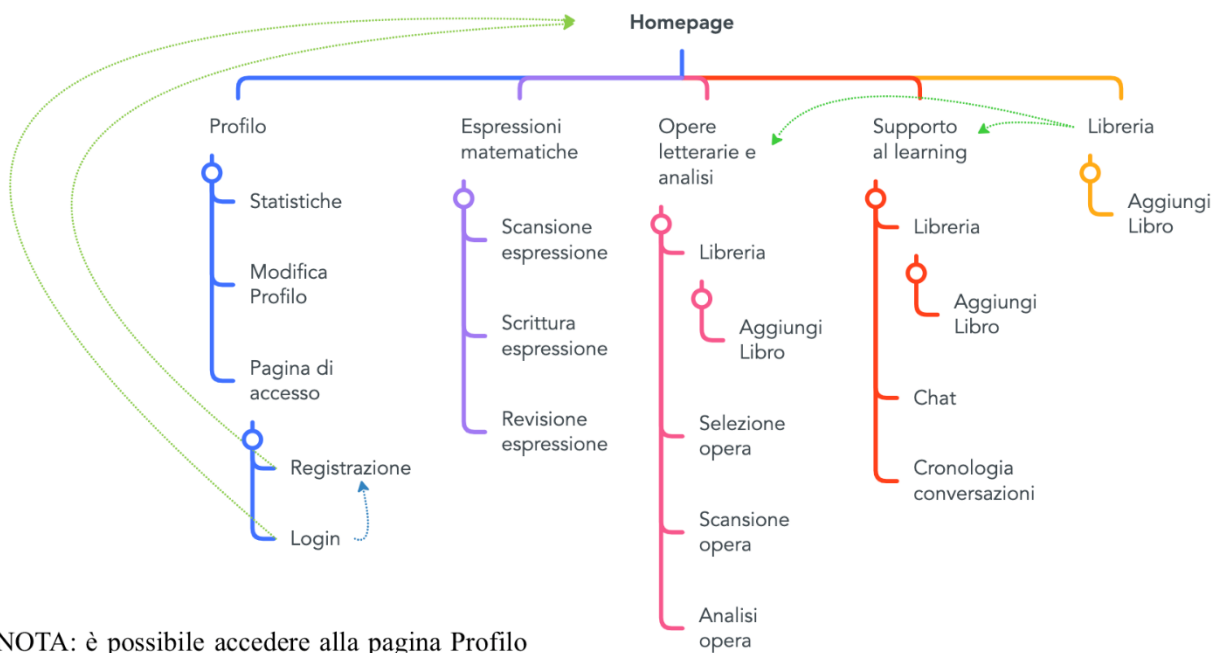 Homepage
Profilo
Statistiche
Modifica
Profilo
Pagina di
accesso
Registrazione
Login
Espressioni
matematiche
Scansione
espressione
Scrittura
espressione
Revisione
espressione
Opere
letterarie e
analisi
Libreria
Aggiungi
Libro
Selezione
opera
Scansione
opera
Analisi
opera
Supporto
al learning
Libreria
Aggiungi
Libro
Chat
Cronologia
conversazioni
Libreria
Aggiungi
Libro
NOTA: è possibile accedere alla pagina Profilo